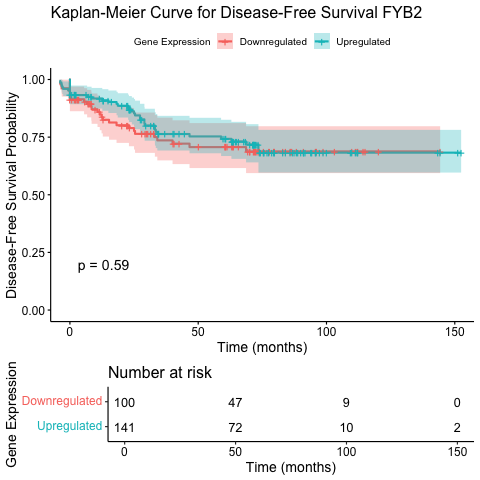 Kaplan-Meier Curve for Disease-Free Survival FYB2
Gene Expression Downregulated Upregulated
Disease-Free Survival Probability
1.00
0.75
0.50
0.25
0.00
p = 0.59
0 50 100 150
Time (months)
Number at risk
Gene Expression
Downregulated 100 47 9 0
Upregulated 141 72 10 2
0 50 100 150
Time (months)